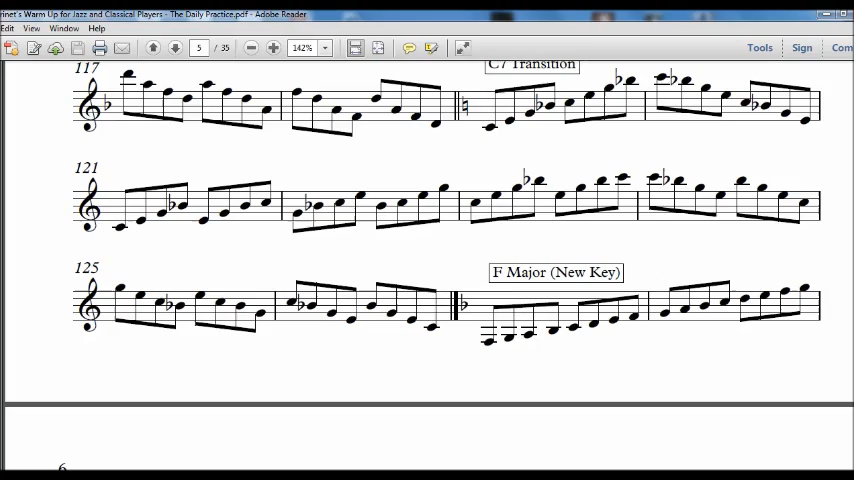 rinet's Warm Up for Jazz and Classical Players - The Daily Practice.pdf - Adobe Reader
Edit View Window Help
5 / 35 142% Tools Sign Com
117 C7 Transition
121
125 F Major (New Key)
6